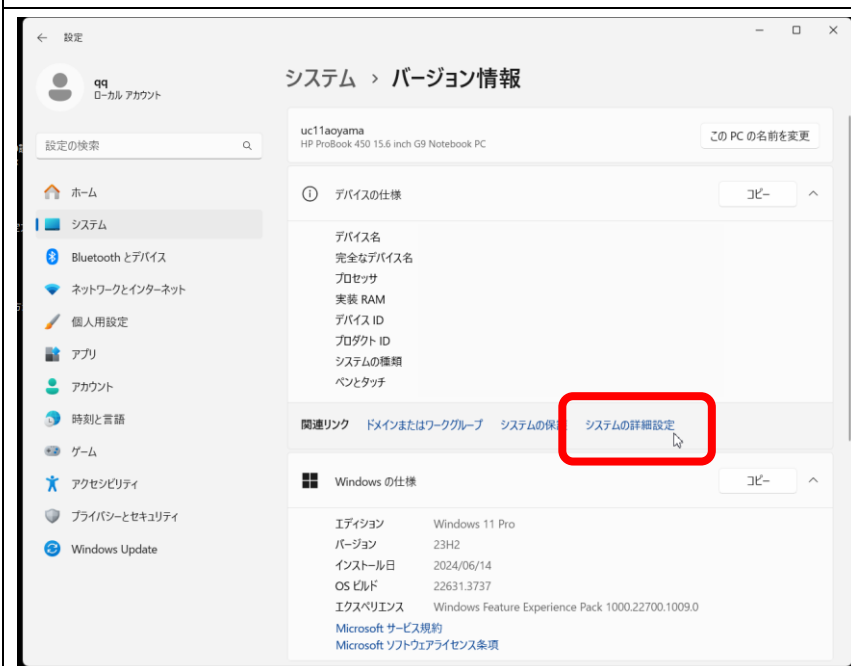 ← 設定
qq
ローカル アカウント
設定の検索
ホーム
システム
Bluetooth とデバイス
ネットワークとインターネット
個人用設定
アプリ
アカウント
時刻と言語
ゲーム
アクセシビリティ
プライバシーとセキュリティ
Windows Update
システム › バージョン情報
uc11aoyama
HP ProBook 450 15.6 inch G9 Notebook PC
この PC の名前を変更
デバイスの仕様
コピー
デバイス名
完全なデバイス名
プロセッサ
実装 RAM
デバイス ID
プロダクト ID
システムの種類
ペンとタッチ
関連リンク ドメインまたはワークグループ システムの保 システムの詳細設定
Windows の仕様
コピー
エディション Windows 11 Pro
バージョン 23H2
インストール日 2024/06/14
OS ビルド 22631.3737
エクスペリエンス Windows Feature Experience Pack 1000.22700.1009.0
Microsoft サービス規約
Microsoft ソフトウェアライセンス条項